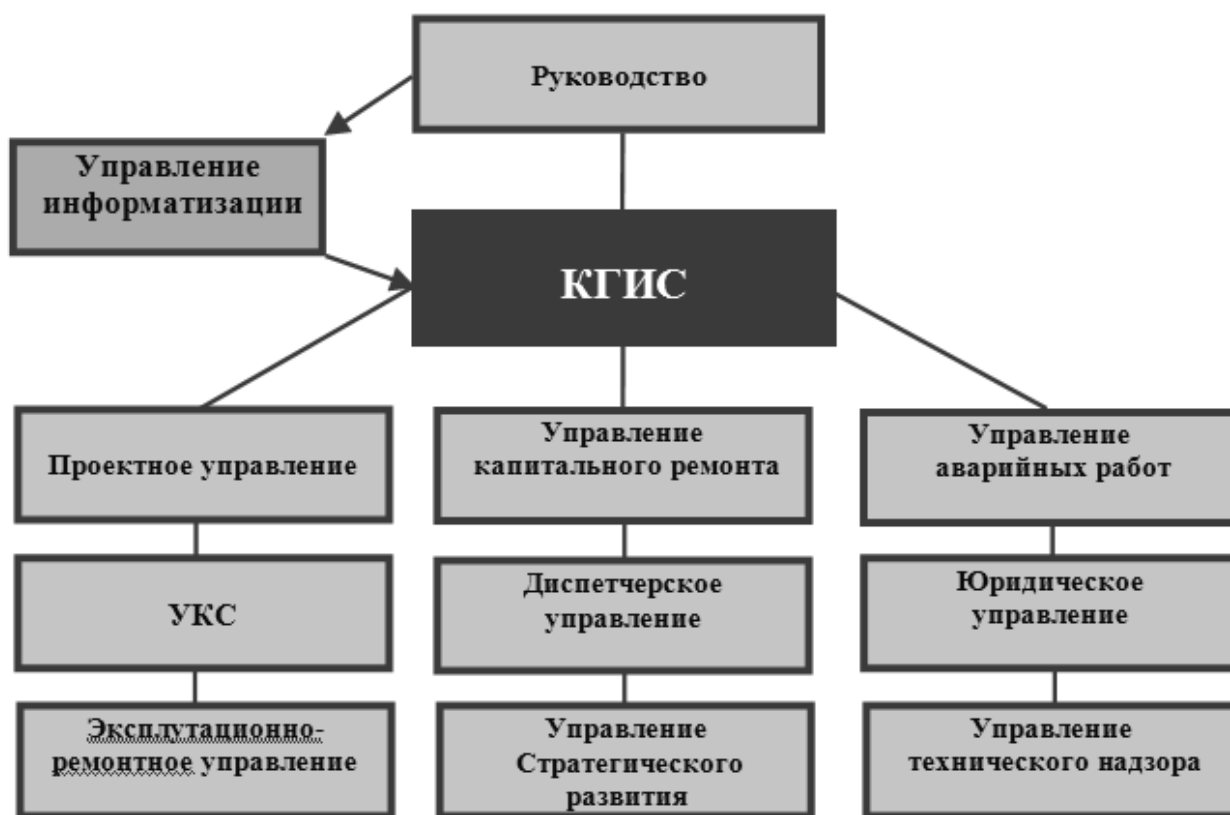 Руководство
Управление
информатизации
КГИС
Проектное управление
Управление
капитального ремонта
Управление
аварийных работ
УКС
Диспетчерское
управление
Юридическое
управление
Эксплутационно-
ремонтное управление
Управление
Стратегического
развития
Управление
технического надзора